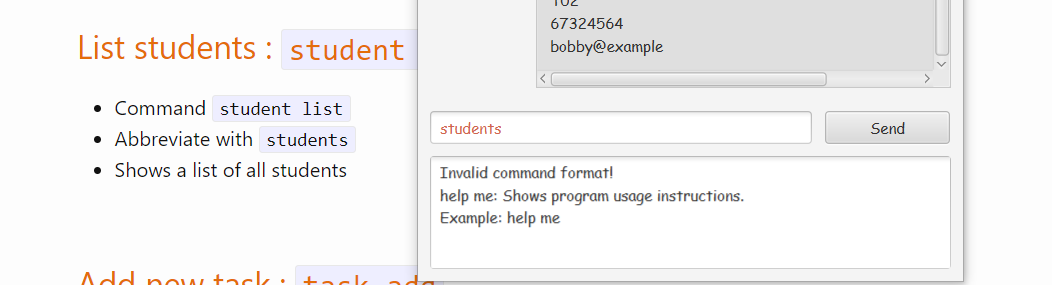 List students : student
Command student list
Abbreviate with students
Shows a list of all students
Add new task : task add
102
67324564
bobby@example
students
Send
Invalid command format!
help me: Shows program usage instructions.
Example: help me